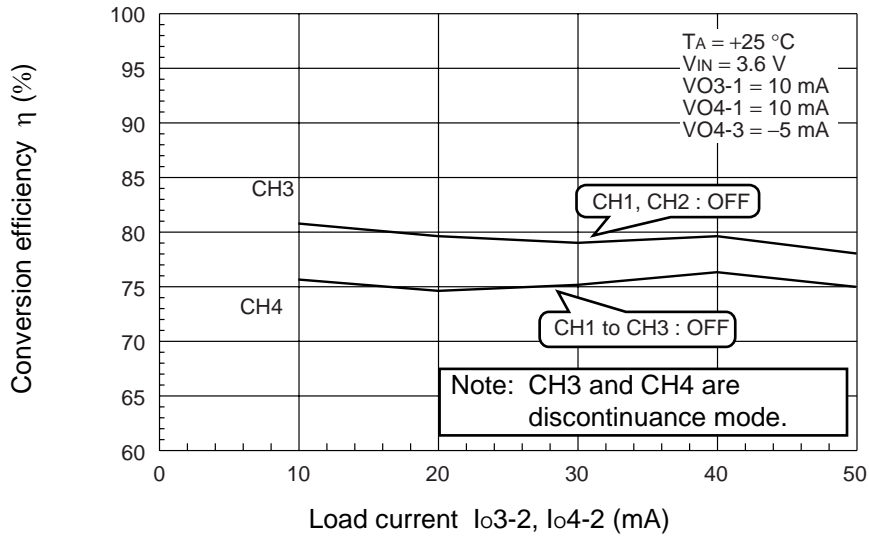 Conversion efficiency η (%)
100
95
90
85
80
75
70
65
60
TA = +25 °C
VIN = 3.6 V
VO3-1 = 10 mA
VO4-1 = 10 mA
VO4-3 = –5 mA
CH3
CH1, CH2 : OFF
CH4
CH1 to CH3 : OFF
Note: CH3 and CH4 are
discontinuance mode.
0
10
20
30
40
50
Load current IO3-2, IO4-2 (mA)